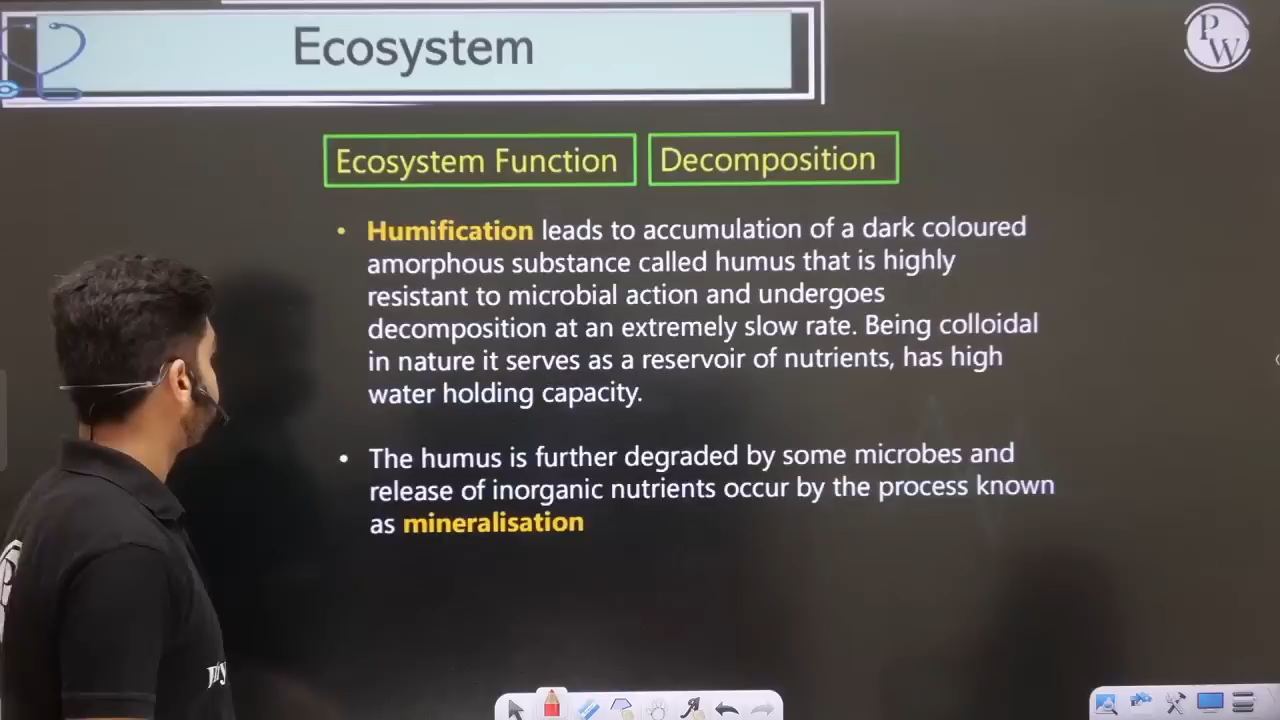 Ecosystem
PW
Ecosystem Function
Decomposition
• Humification leads to accumulation of a dark coloured
amorphous substance called humus that is highly
resistant to microbial action and undergoes
decomposition at an extremely slow rate. Being colloidal
in nature it serves as a reservoir of nutrients, has high
water holding capacity.
• The humus is further degraded by some microbes and
release of inorganic nutrients occur by the process known
as mineralisation